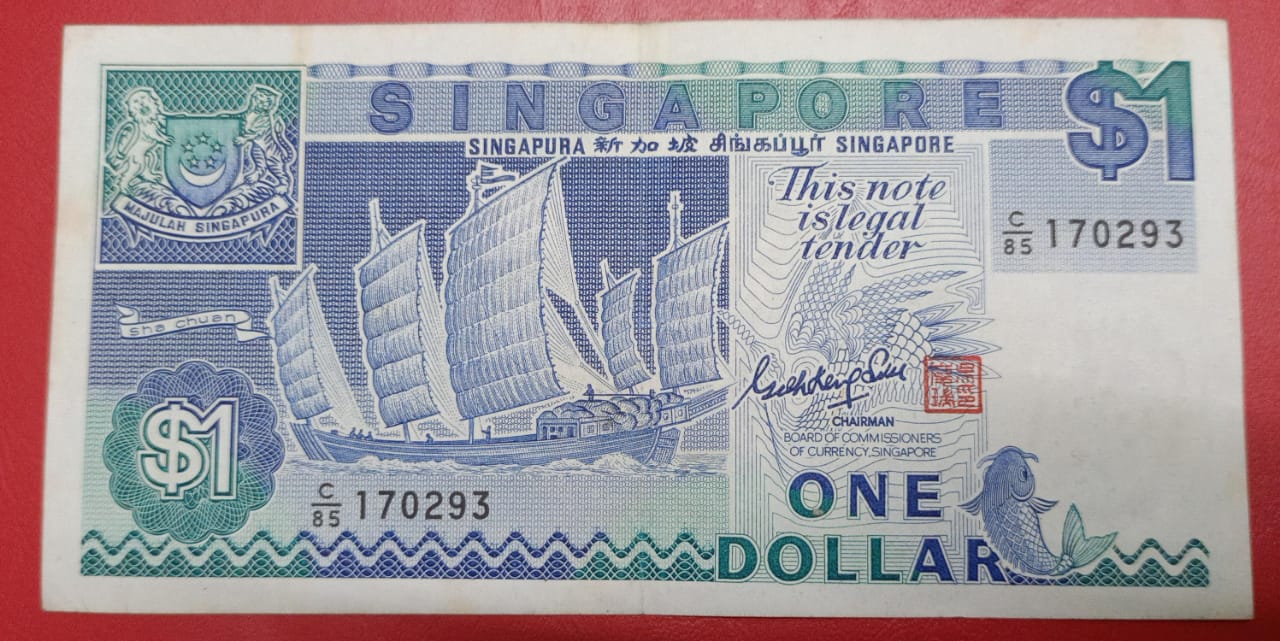 SINGAPORE
$1
SINGAPURA 新加坡 சிங்கப்பூர் SINGAPORE
MAJULAH SINGAPURA
This note
is legal
tender
C/85 170293
sha chuan
$1
CHAIRMAN
BOARD OF COMMISSIONERS
OF CURRENCY, SINGAPORE
C/85 170293
ONE
DOLLAR